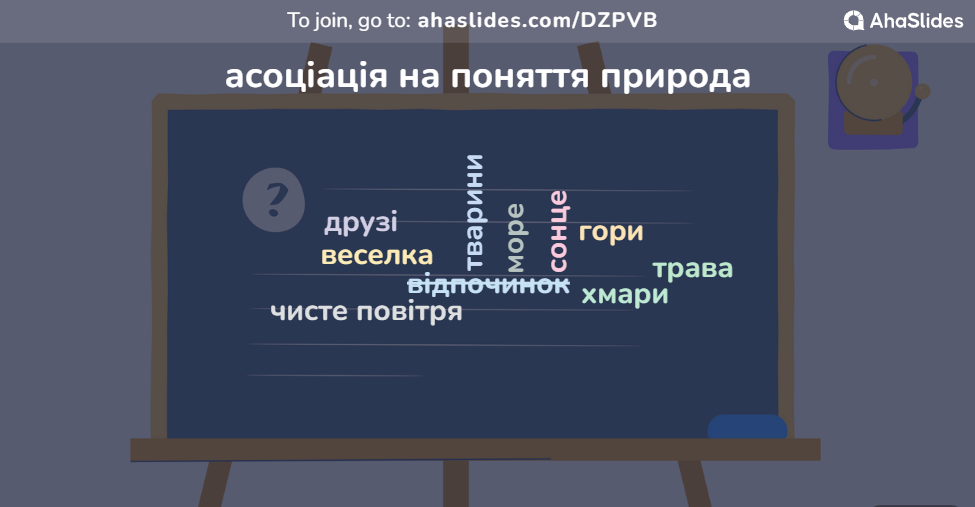 To join, go to: ahaslides.com/DZPVB
AhaSlides
асоціація на поняття природа
?
тварини
море
сонце
друзі
гори
веселка
трава
відпочинок
хмари
чисте повітря